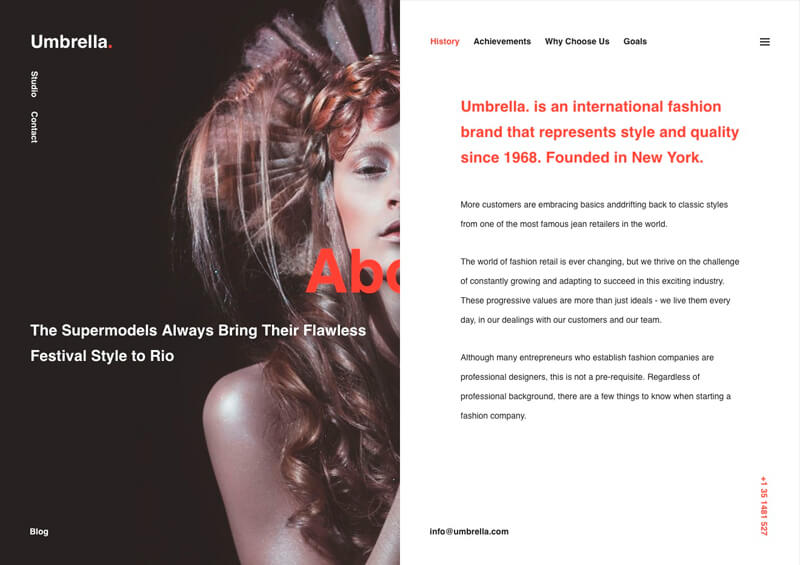 Umbrella.
Studio
Contact
Abo
The Supermodels Always Bring Their Flawless
Festival Style to Rio
Blog
History Achievements Why Choose Us Goals
Umbrella. is an international fashion
brand that represents style and quality
since 1968. Founded in New York.
More customers are embracing basics anddrifting back to classic styles
from one of the most famous jean retailers in the world.
The world of fashion retail is ever changing, but we thrive on the challenge
of constantly growing and adapting to succeed in this exciting industry.
These progressive values are more than just ideals - we live them every
day, in our dealings with our customers and our team.
Although many entrepreneurs who establish fashion companies are
professional designers, this is not a pre-requisite. Regardless of
professional background, there are a few things to know when starting a
fashion company.
info@umbrella.com
+1 35 1481 527